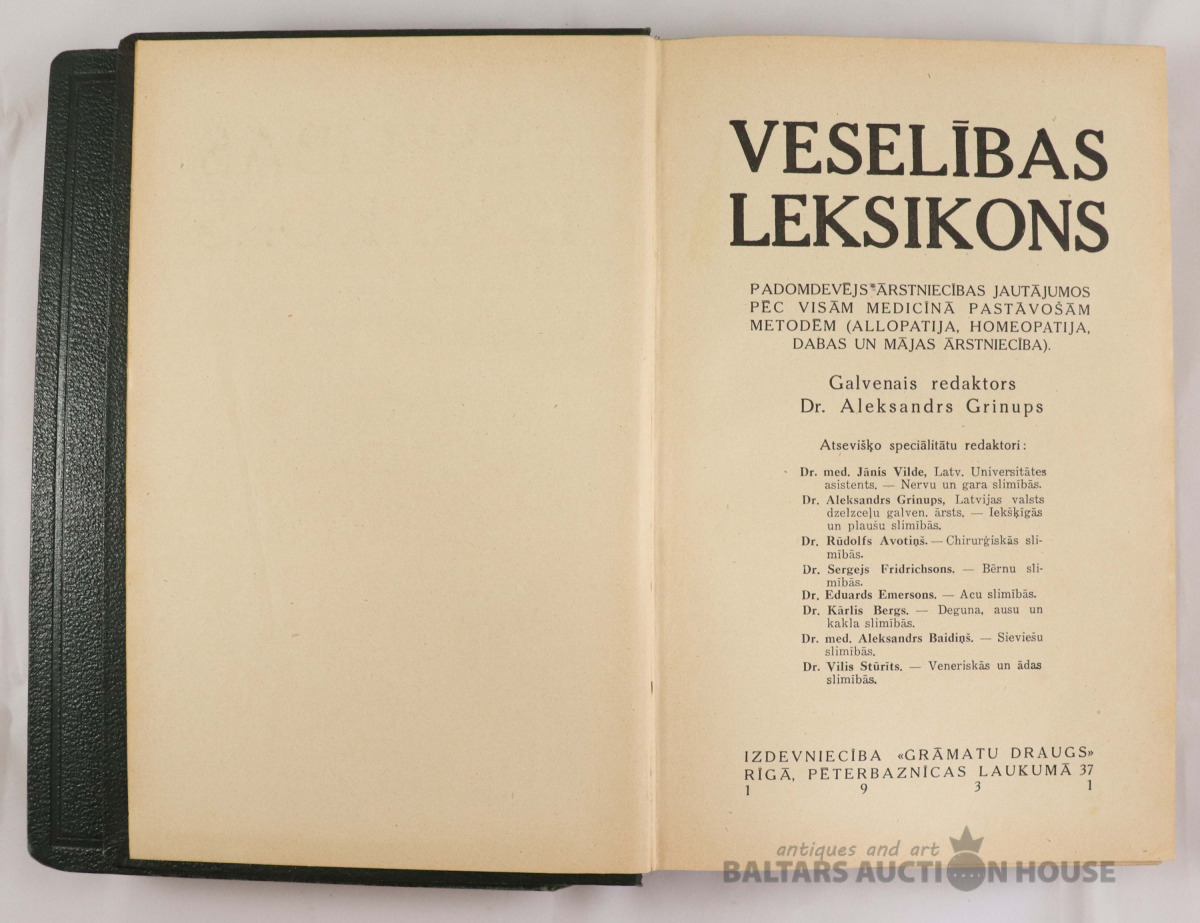 VESELĪBAS
LEKSIKONS
PADOMDEVĒJS*ĀRSTNIECĪBAS JAUTĀJUMOS
PĒC VISĀM MEDICĪNĀ PASTĀVOŠĀM
METODĒM (ALLOPATIJA, HOMEOPATIJA,
DABAS UN MĀJAS ĀRSTNIECĪBA).
Galvenais redaktors
Dr. Aleksandrs Grinups
Atsevišķo speciālitātu redaktori:
Dr. med. Jānis Vilde, Latv. Universitātes
asistents. — Nervu un gara slimībās.
Dr. Aleksandrs Grinups, Latvijas valsts
dzelzceļu galven. ārsts. — Iekšķīgās
un plaušu slimībās.
Dr. Rūdolfs Avotiņš. — Chirurģiskās sli-
mībās.
Dr. Sergejs Fridrichsons. — Bērnu sli-
mībās.
Dr. Eduards Emersons. — Acu slimībās.
Dr. Kārlis Bergs. — Deguna, ausu un
kakla slimībās.
Dr. med. Aleksandrs Baidiņš. — Sieviešu
slimībās.
Dr. Vilis Stūrīts. — Veneriskās un ādas
slimībās.
IZDEVNIECĪBA «GRĀMATU DRAUGS»
RĪGĀ, PĒTERBAZNĪCAS LAUKUMĀ 37
1 9 3 1
antiques and art
BALTARS AUCTION HOUSE